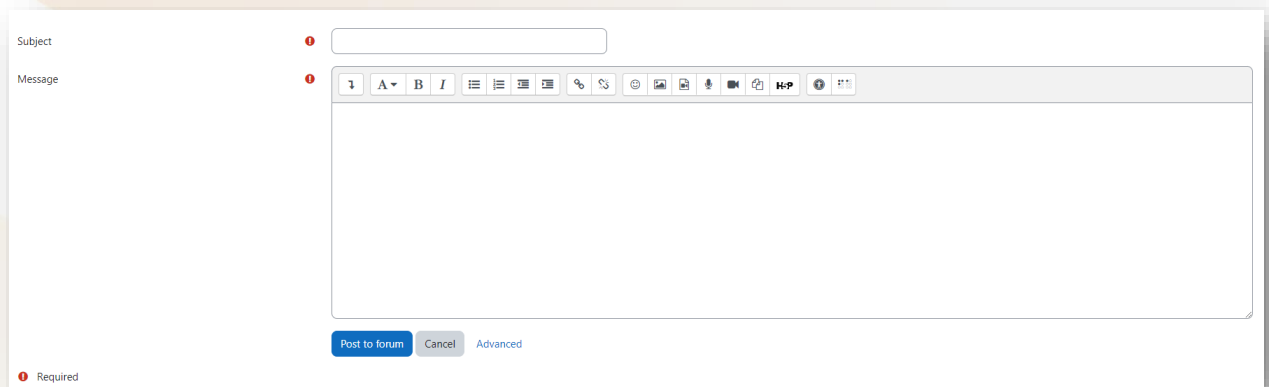 Subject
Message
A B I H-P
Post to forum Cancel Advanced
Required